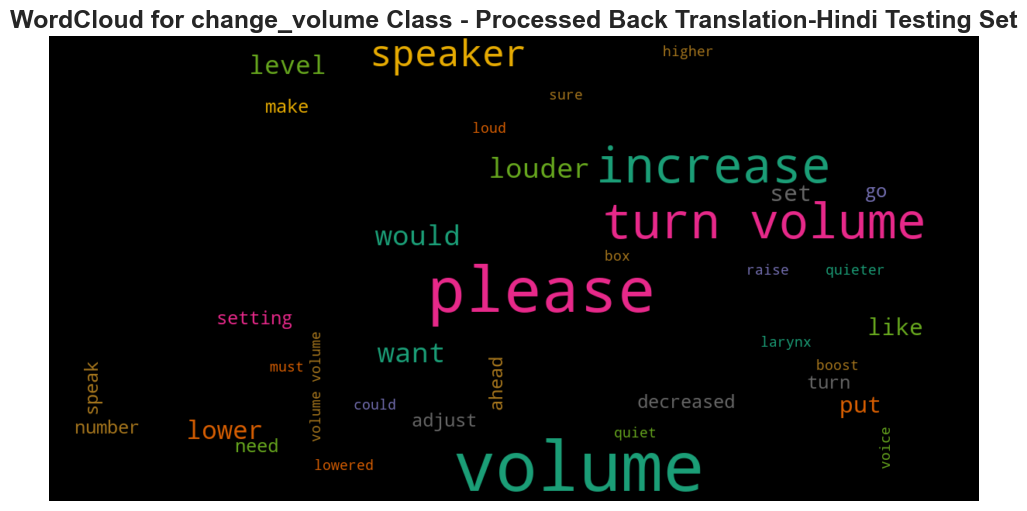 WordCloud for change_volume Class - Processed Back Translation-Hindi Testing Set
speaker
higher
level
sure
make
loud
louder
increase
set
go
turn volume
would
box
raise
quieter
please
setting
like
larynx
want
volume volume
must
ahead
boost
speak
turn
could
decreased
put
adjust
number
lower
quiet
need
voice
lowered
volume